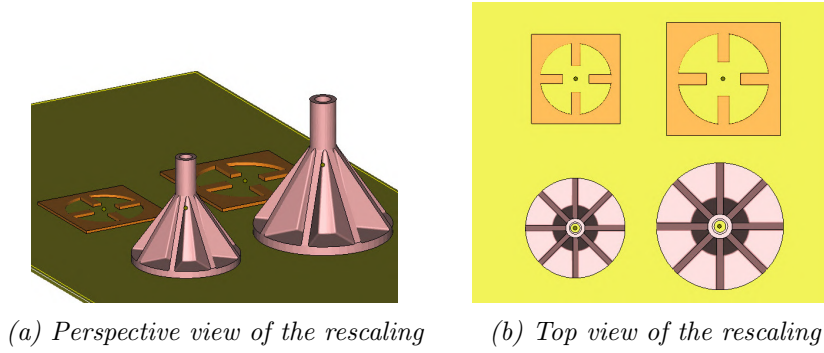 (a) Perspective view of the rescaling
(b) Top view of the rescaling